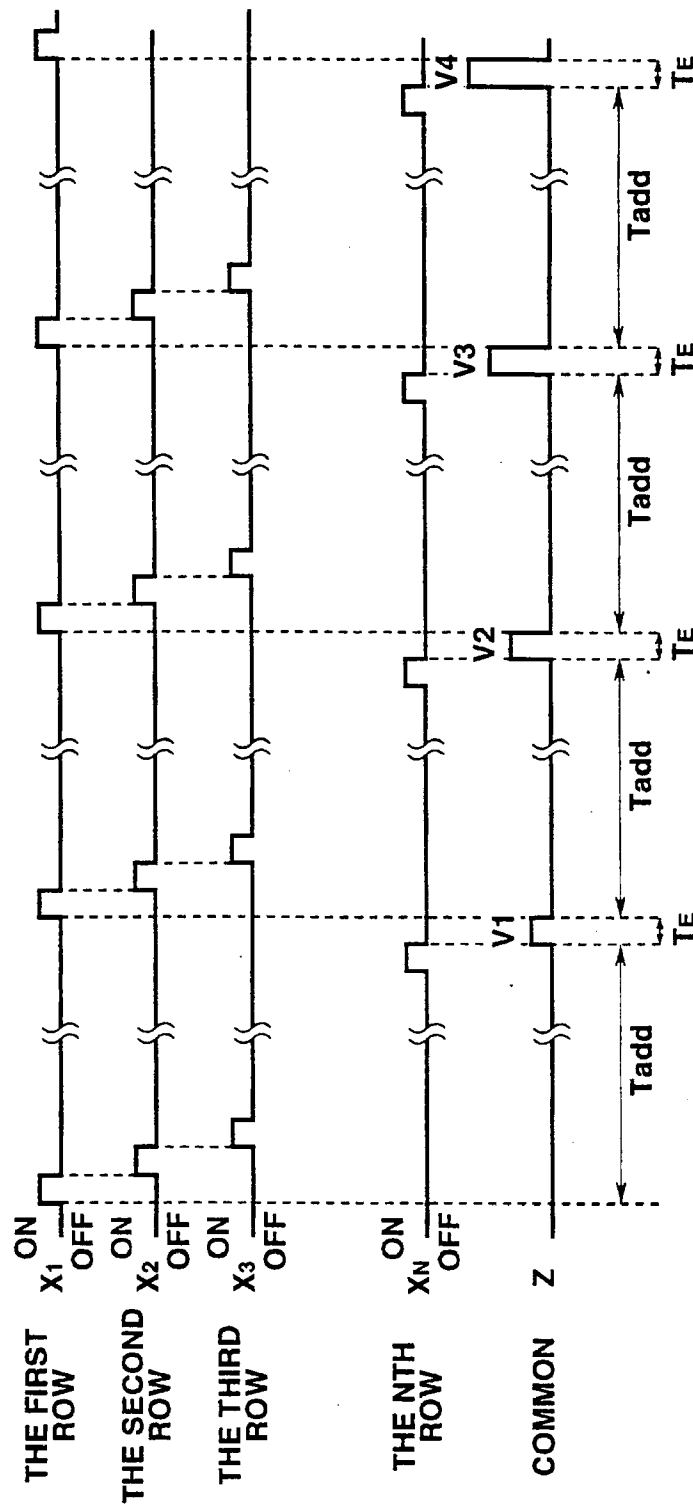 THE FIRST
ROW
X1
ON
OFF
THE SECOND
ROW
X2
ON
OFF
THE THIRD
ROW
X3
ON
OFF
THE NTH
ROW
XN
ON
OFF
COMMON
Z
V1
V2
V3
V4
Tadd
TE
Tadd
TE
Tadd
TE
Tadd
TE